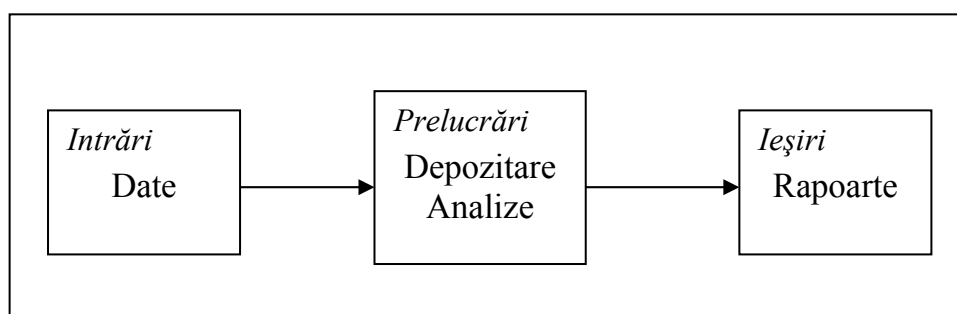 Intrări
Date
Prelucrări
Depozitare
Analize
Ieşiri
Rapoarte